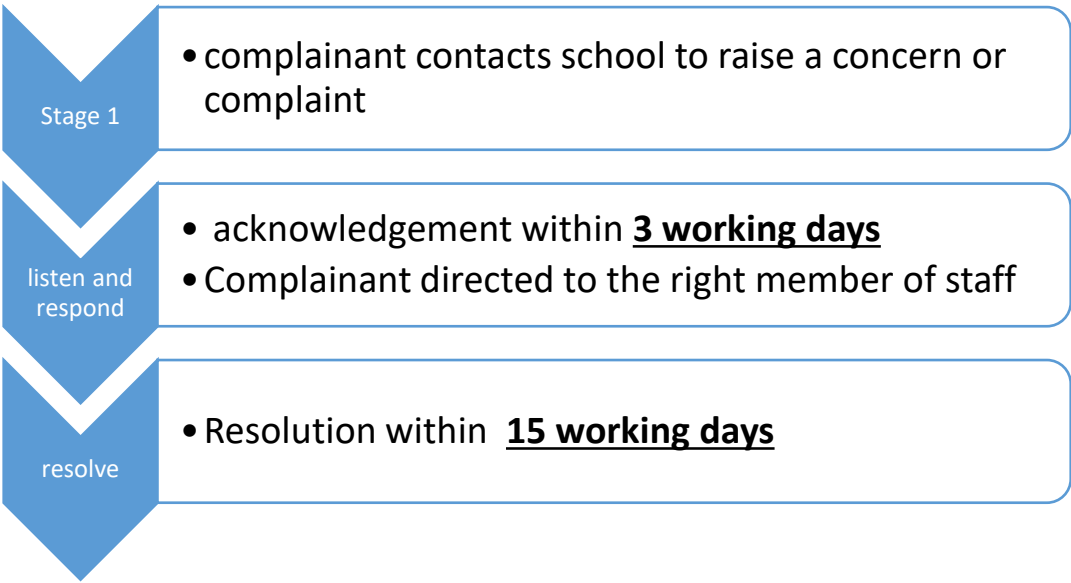 Stage 1
•complainant contacts school to raise a concern or
complaint
listen and
respond
• acknowledgement within 3 working days
•Complainant directed to the right member of staff
resolve
•Resolution within 15 working days